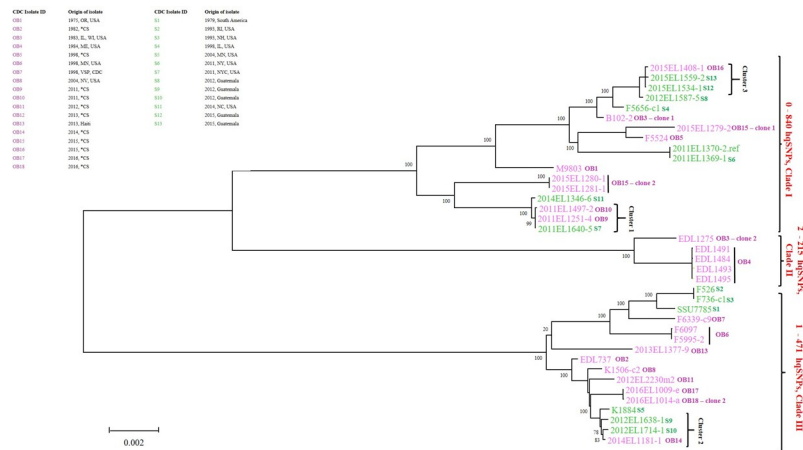 CDC Isolate ID Origin of isolate CDC Isolate ID Origin of isolate
OB1 1975, OR, USA S1 1979, South America
OB2 1982, *CS S2 1993, RI, USA
OB3 1983, IL, WI, USA S3 1995, NH, USA
OB4 1984, MI, USA S4 1998, IL, USA
OB5 1998, *CS S5 2004, MN, USA
OB6 1998, MN, USA S6 2011, NY, USA
OB7 1998, VSP, CDC S7 2011, NYC, USA
OB8 2004, NV, USA S8 2012, Guatemala
OB9 2011, *CS S9 2012, Guatemala
OB10 2011, *CS S10 2012, Guatemala
OB11 2012, *CS S11 2014, NC, USA
OB12 2013, *CS S12 2015, Guatemala
OB13 2013, Haiti S13 2015, Guatemala
OB14 2014, *CS
OB15 2015, *CS
OB16 2015, *CS
OB17 2016, *CS
OB18 2016, *CS
2015EL1408-1 OB16
2015EL1559-2 S13
2015EL1534-1 S12
2012EL1587-5 S8
Cluster 3
F5656-c1 S4
B102-2 OB3 – clone 1
2015EL1279-2 OB15 – clone 1
F5524 OB5
2011EL1370-2.ref
2011EL1369-1 S6
M9803 OB1
2015EL1280-1
2015EL1281-1
OB15 – clone 2
2014EL1346-6 S11
2011EL1497-2 OB10
2011EL1251-4 OB9
2011EL1640-5 S7
Cluster 1
0 - 840 hqSNPs, Clade I
EDL1275 OB3 – clone 2
EDL1491
EDL1484
EDL1493
EDL1495
OB4
2 - 215 hqSNPs,
Clade II
F526 S2
F736-c1 S3
SSU7785 S1
F6339-c9 OB7
F6097
F5995-2
OB6
2013EL1377-9 OB13
EDL737 OB2
K1506-c2 OB8
2012EL2230m2 OB11
2016EL1009-e OB17
2016EL1014-a OB18 – clone 2
K1884 S5
2012EL1638-1 S9
2012EL1714-1 S10
2014EL1181-1 OB14
Cluster 2
1 - 471 hqSNPs, Clade III
100
100
100
100
100
100
100
100
100
100
100
99
100
100
100
100
100
100
100
20
100
100
100
100
100
78
83
0.002